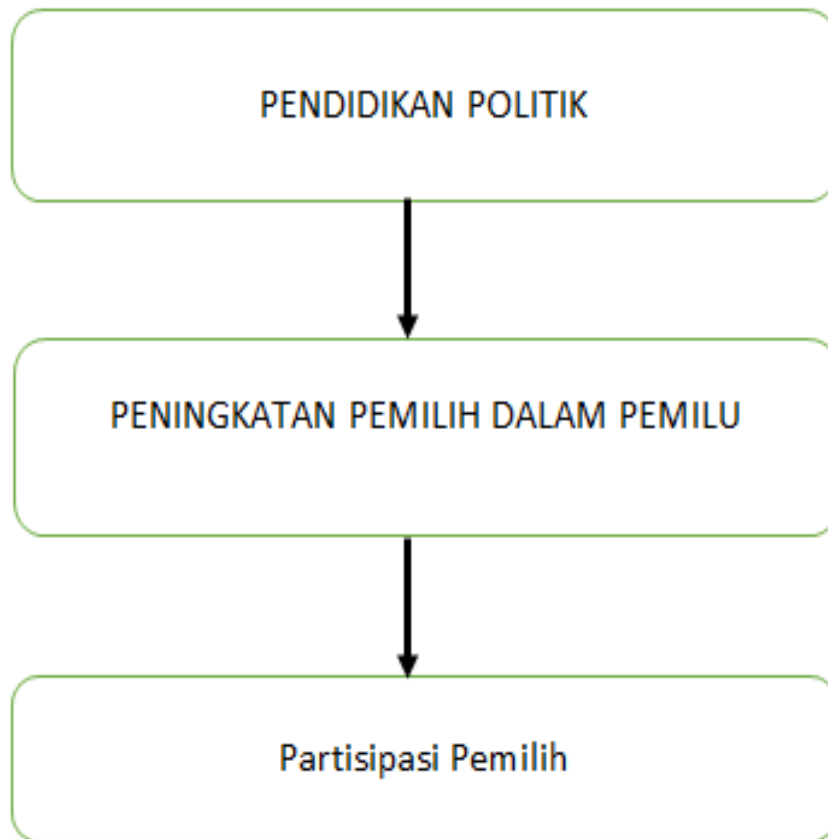 PENDIDIKAN POLITIK
PENINGKATAN PEMILIH DALAM PEMILU
Partisipasi Pemilih